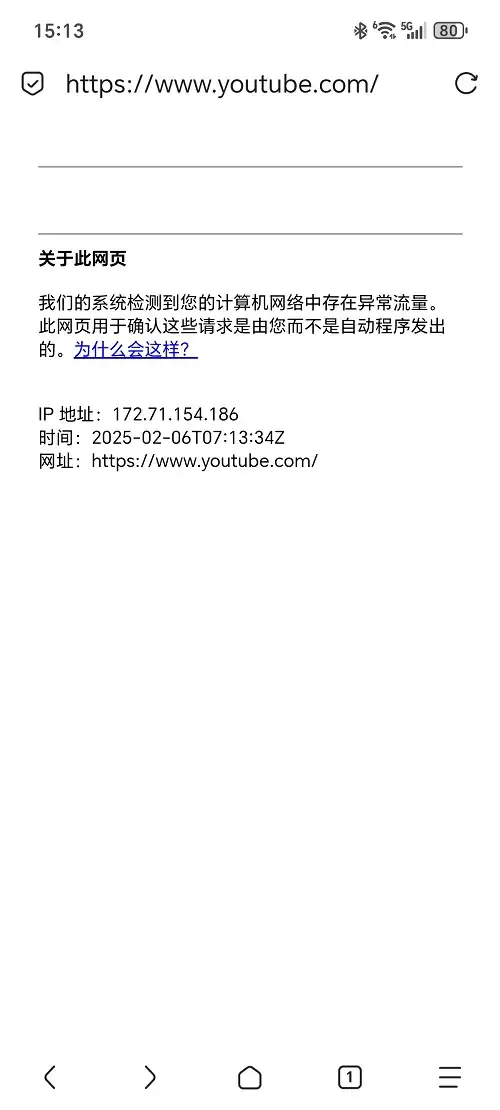 15:13
6 5G 80
https://www.youtube.com/
关于此网页
我们的系统检测到您的计算机网络中存在异常流量。
此网页用于确认这些请求是由您而不是自动程序发出
的。为什么会这样？
IP 地址：172.71.154.186
时间：2025-02-06T07:13:34Z
网址：https://www.youtube.com/
1